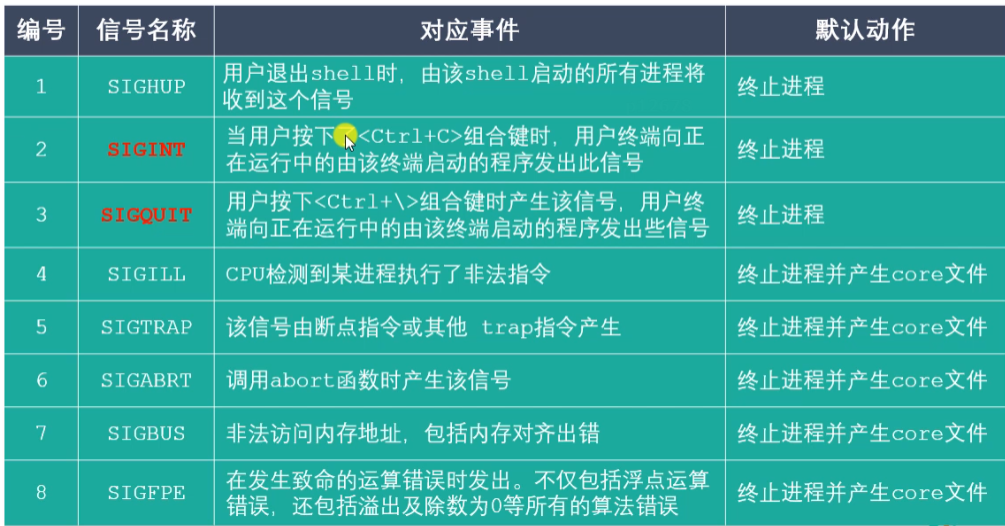 编号 信号名称 对应事件 默认动作
1 SIGHUP 用户退出shell时，由该shell启动的所有进程将 终止进程
收到这个信号
2 SIGINT 当用户按下<Ctrl+C>组合键时，用户终端向正 终止进程
在运行中的由该终端启动的程序发出此信号
3 SIGQUIT 用户按下<Ctrl+\>组合键时产生该信号，用户终 终止进程
端向正在运行中的由该终端启动的程序发出些信号
4 SIGILL CPU检测到某进程执行了非法指令 终止进程并产生core文件
5 SIGTRAP 该信号由断点指令或其他 trap指令产生 终止进程并产生core文件
6 SIGABRT 调用abort函数时产生该信号 终止进程并产生core文件
7 SIGBUS 非法访问内存地址，包括内存对齐出错 终止进程并产生core文件
8 SIGFPE 在发生致命的运算错误时发出。不仅包括浮点运算 终止进程并产生core文件
错误，还包括溢出及除数为0等所有的算法错误